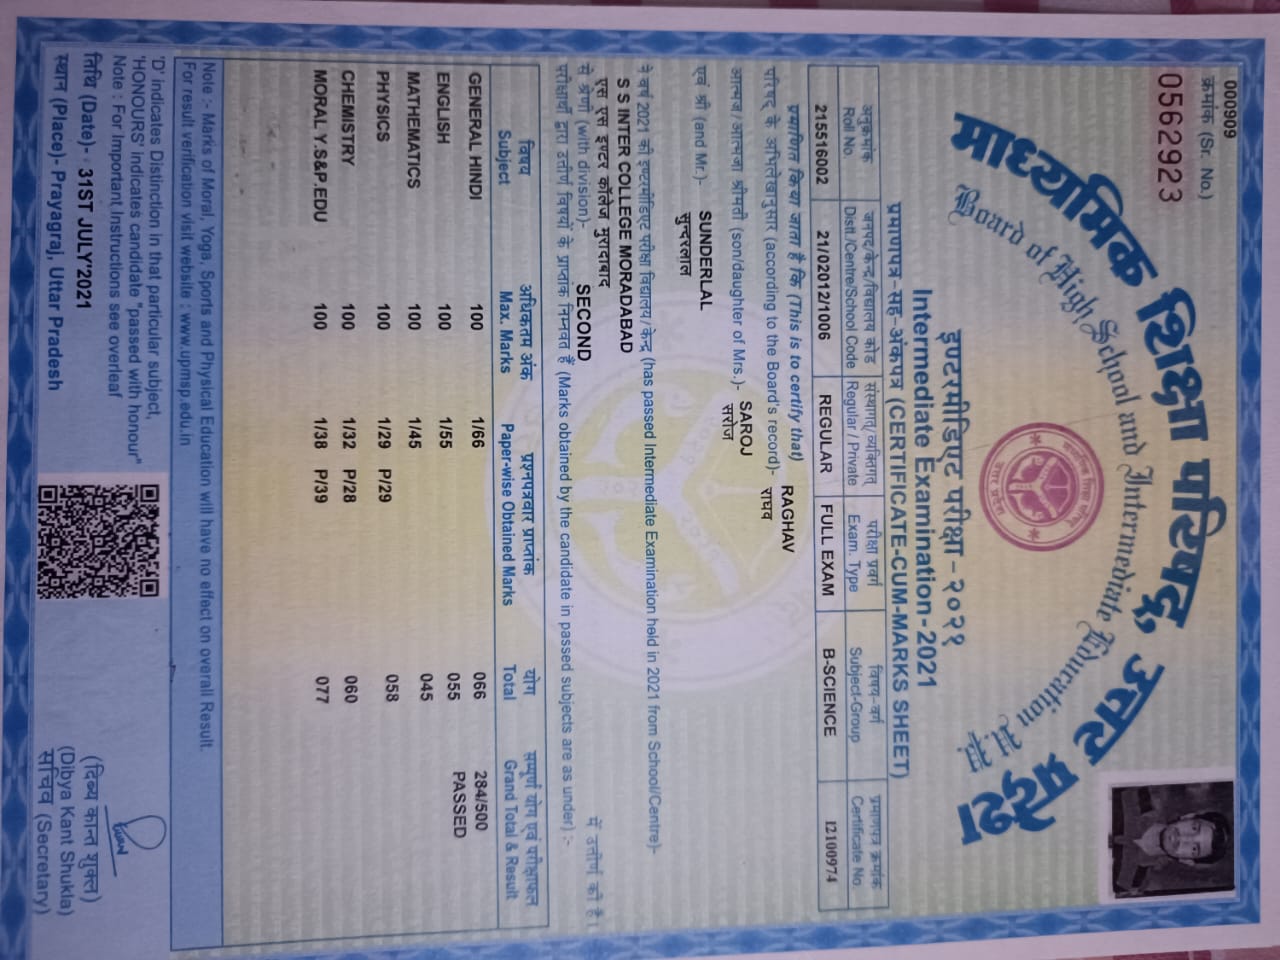 000909
क्रमांक (Sr. No.)
0562923
माध्यमिक शिक्षा परिषद्, उत्तर प्रदेश
Board of High School and Intermediate Education U.P.
इण्टरमीडिएट परीक्षा - २०२१
Intermediate Examination - 2021
प्रमाणपत्र-सह-अंकपत्र (CERTIFICATE-CUM-MARKS SHEET)
अनुक्रमांक जनपद/केन्द्र/विद्यालय कोड संस्थागत/व्यक्तिगत परीक्षा प्रवर्ग विषय-वर्ग प्रमाणपत्र क्रमांक
Roll No. Distt./Centre/School Code Regular / Private Exam. Type Subject-Group Certificate No.
215516002 21/02012/1006 REGULAR FULL EXAM B-SCIENCE 12100974
प्रमाणित किया जाता है कि (This is to certify that) RAGHAV
परिषद् के अभिलेखानुसार (according to the Board's record)- राघव
आत्मज/आत्मजा श्रीमती (son/daughter of Mrs.)- SAROJ
सरोज
एवं श्री (and Mr.)- SUNDERLAL
सुन्दरलाल
ने वर्ष 2021 की इण्टरमीडिएट परीक्षा विद्यालय/केन्द्र (has passed Intermediate Examination held in 2021 from School/Centre)-
S S INTER COLLEGE MORADABAD
एस एस इण्टर कॉलेज मुरादाबाद
से श्रेणी (with division)- SECOND में उत्तीर्ण की है।
परीक्षार्थी द्वारा उत्तीर्ण विषयों के प्राप्तांक निम्नवत हैं (Marks obtained by the candidate in passed subjects are as under) :-
विषय अधिकतम अंक प्रश्नपत्रवार प्राप्तांक योग सम्पूर्ण योग एवं परीक्षाफल
Subject Max. Marks Paper-wise Obtained Marks Total Grand Total & Result
GENERAL HINDI 100 1/66 066 284/500
ENGLISH 100 1/55 055 PASSED
MATHEMATICS 100 1/45 045
PHYSICS 100 1/29 P/29 058
CHEMISTRY 100 1/32 P/28 060
MORAL Y.S&P.EDU 100 1/38 P/39 077
Note :- Marks of Moral, Yoga, Sports and Physical Education will have no effect on overall Result.
For result verification visit website : www.upmsp.edu.in
'D' indicates Distinction in that particular subject,
'HONOURS' Indicates candidate "passed with honour"
Note : For Important Instructions see overleaf
तिथि (Date)- 31ST JULY'2021
स्थान (Place)- Prayagraj, Uttar Pradesh
(दिब्य कान्त शुक्ल)
(Dibya Kant Shukla)
सचिव (Secretary)